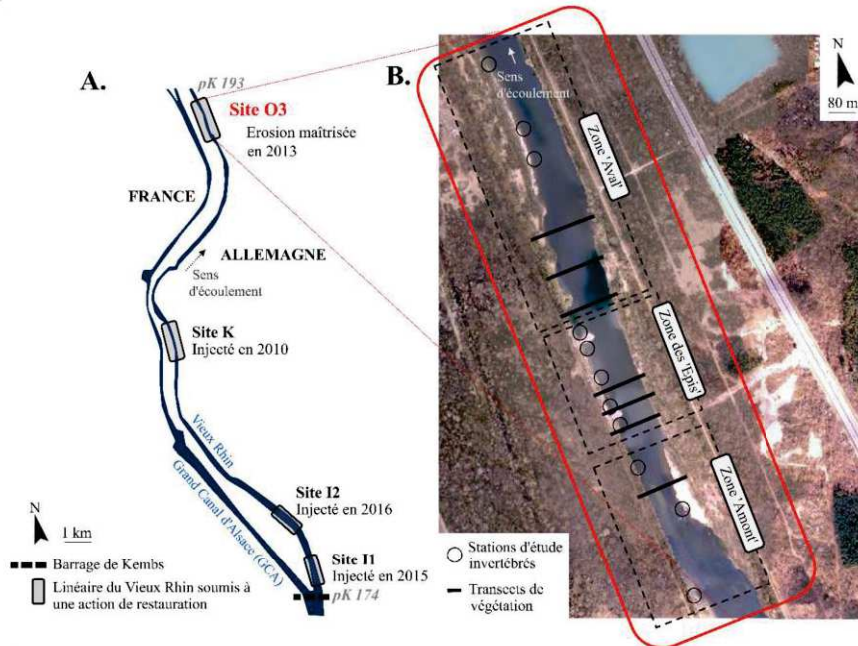 A.
pK 193
Site O3
Erosion maîtrisée
en 2013
FRANCE
ALLEMAGNE
Sens
d'écoulement
Site K
Injecté en 2010
Vieux Rhin
Grand Canal d'Alsace (GCA)
Site I2
Injecté en 2016
Site I1
Injecté en 2015
pK 174
N
1 km
Barrage de Kembs
Linéaire du Vieux Rhin soumis à
une action de restauration
B.
Sens
d'écoulement
N
80 m
Zone 'Aval'
Zone des 'Epis'
Zone 'Amont'
Stations d'étude
invertébrés
Transects de
végétation